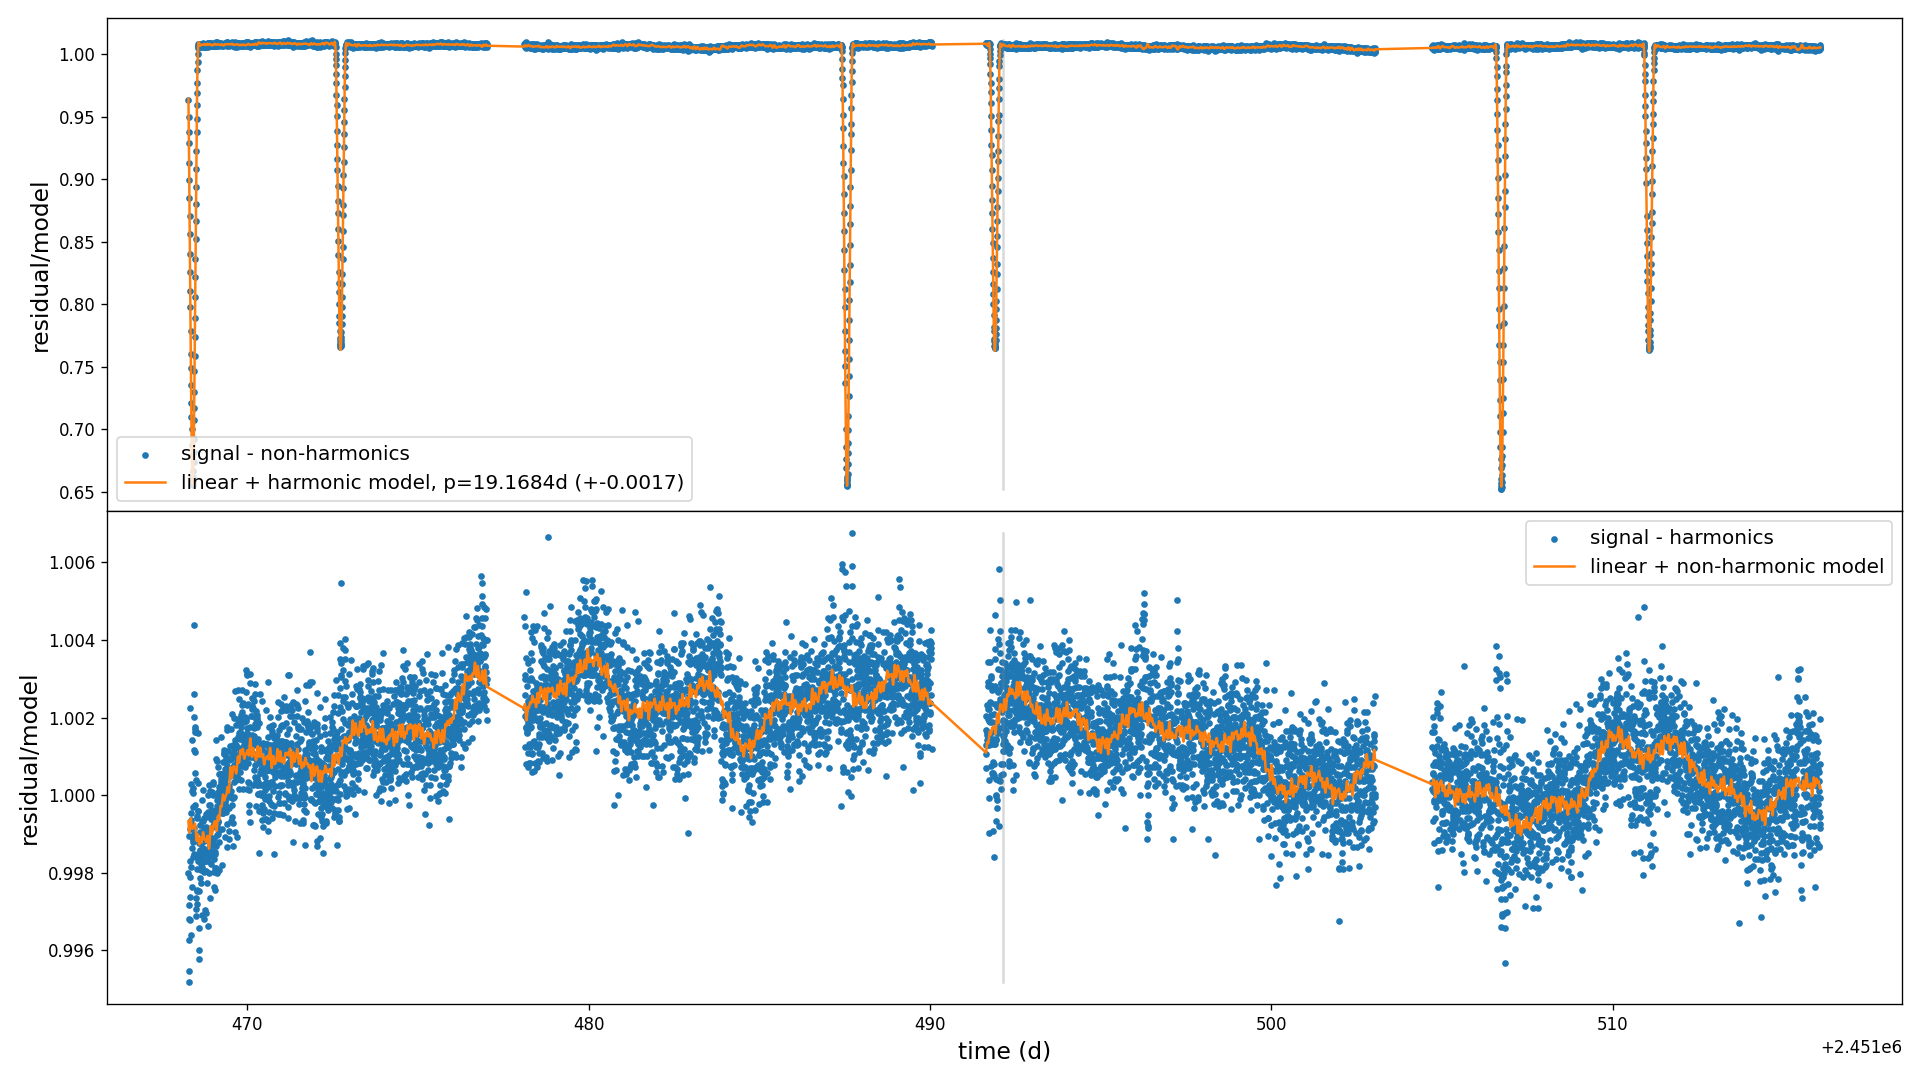 1.00
0.95
0.90
0.85
0.80
0.75
0.70
0.65
residual/model
signal - non-harmonics
linear + harmonic model, p=19.1684d (+-0.0017)
1.006
1.004
1.002
1.000
0.998
0.996
residual/model
signal - harmonics
linear + non-harmonic model
470 480 490 500 510
time (d)
+2.451e6